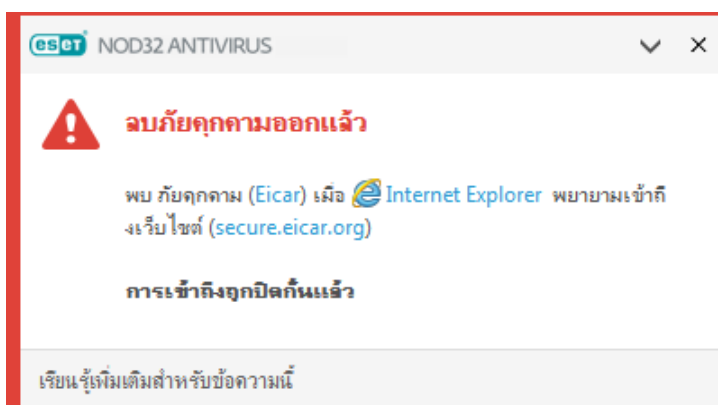 eset NOD32 ANTIVIRUS
ลบภัยคุกคามออกแล้ว
พบ ภัยคุกคาม (Eicar) เมื่อ Internet Explorer พยายามเข้าถึ
งเว็บไซต์ (secure.eicar.org)
การเข้าถึงถูกปิดกั้นแล้ว
เรียนรู้เพิ่มเติมสำหรับข้อความนี้